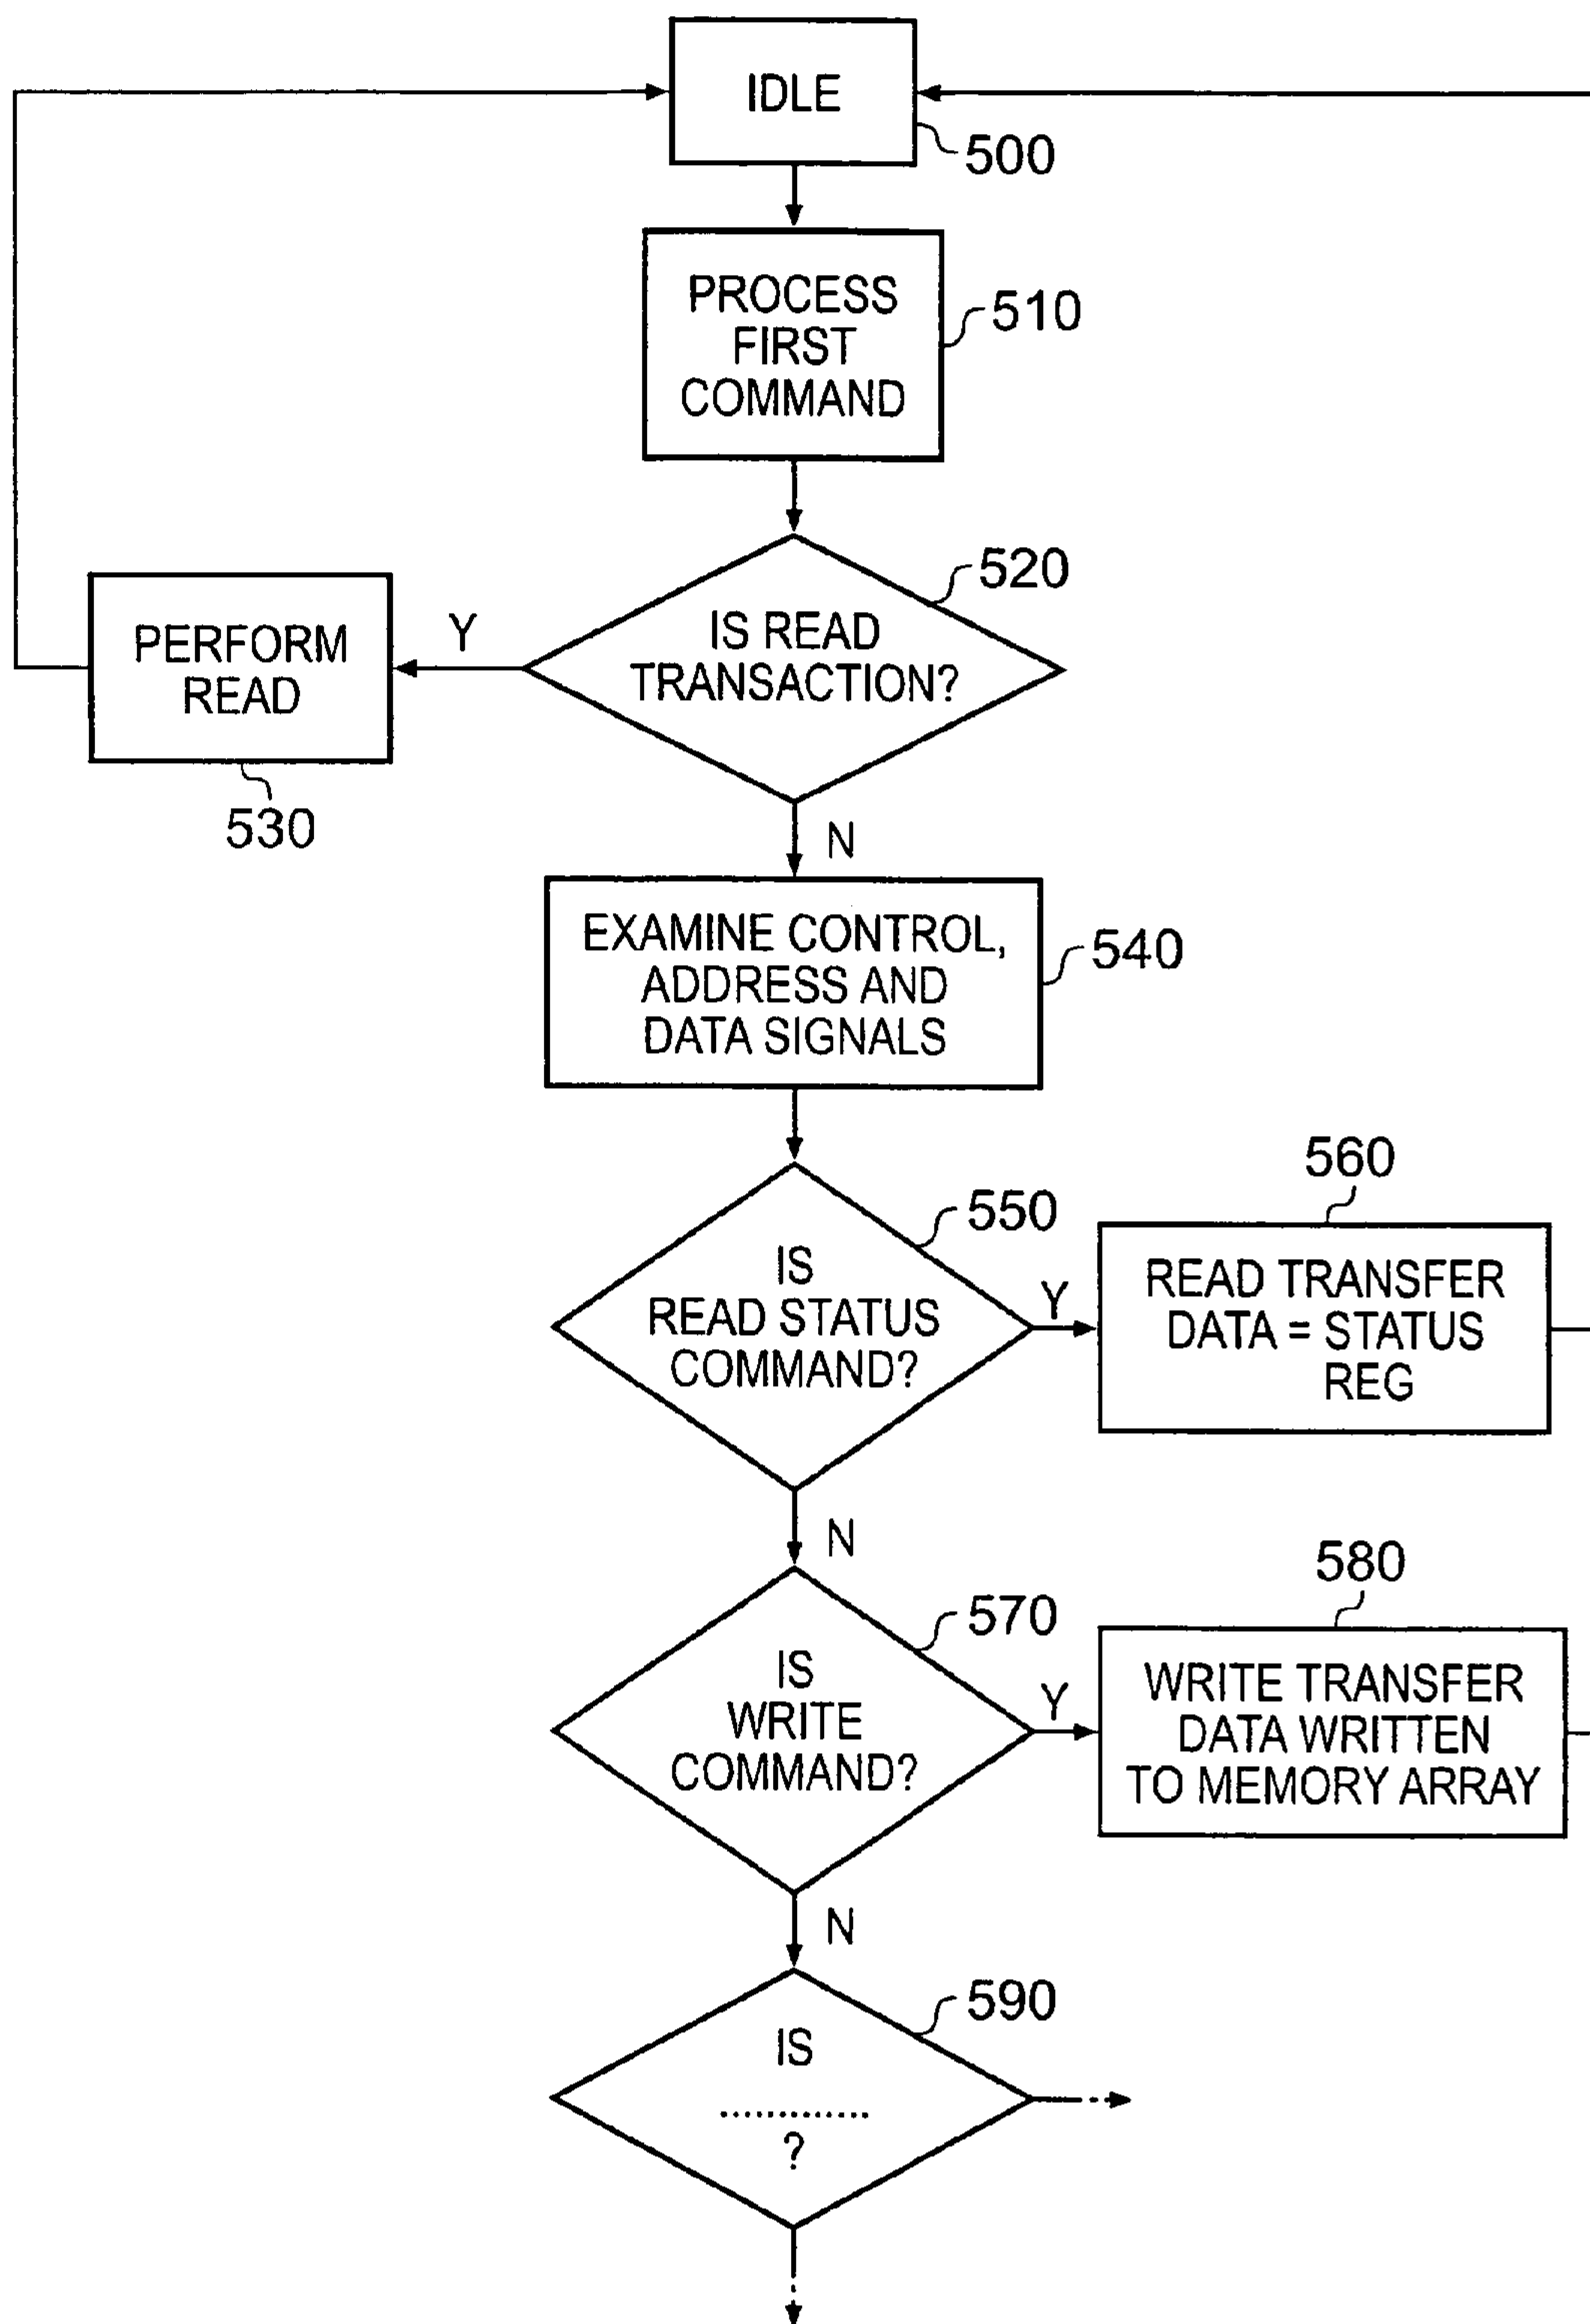 IDLE
500
PROCESS
FIRST
COMMAND
510
520
IS READ
TRANSACTION?
Y
PERFORM
READ
530
N
EXAMINE CONTROL,
ADDRESS AND
DATA SIGNALS
540
550
IS
READ STATUS
COMMAND?
Y
560
READ TRANSFER
DATA = STATUS
REG
N
570
IS
WRITE
COMMAND?
Y
580
WRITE TRANSFER
DATA WRITTEN
TO MEMORY ARRAY
N
590
IS
.............
?